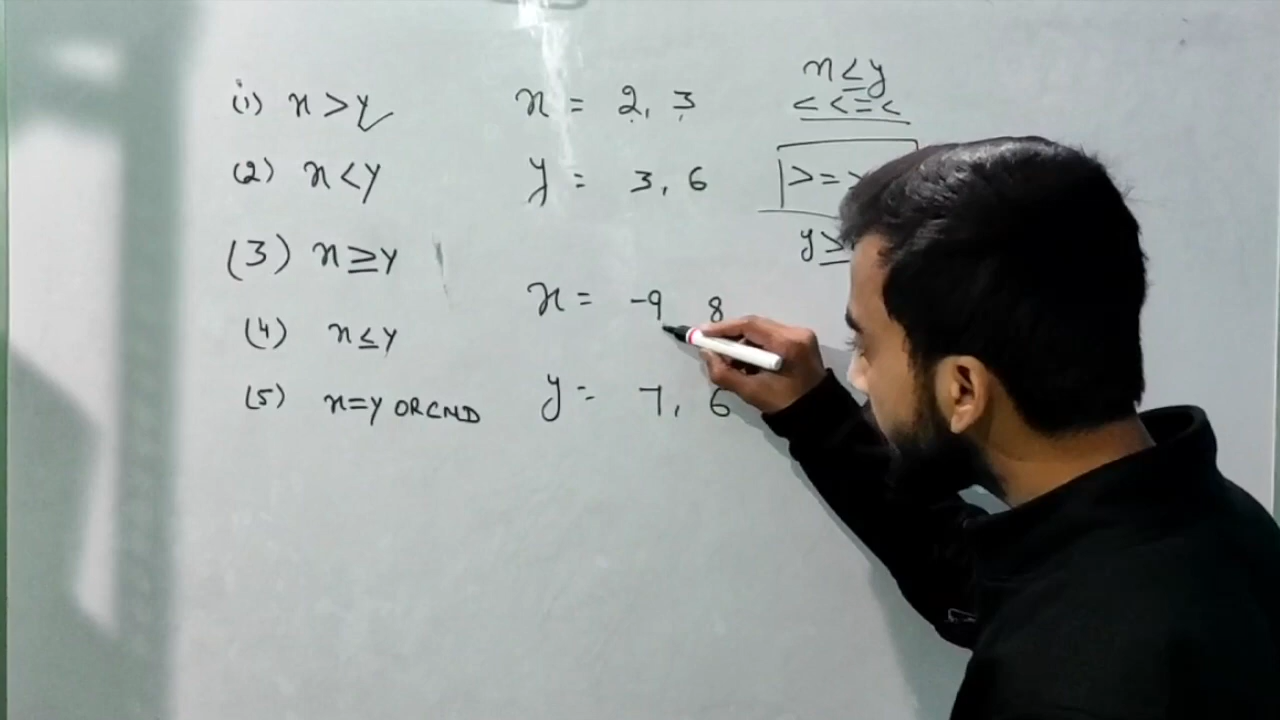 (1) x > y
(2) x < y
(3) x ≥ y
(4) x ≤ y
(5) x = y OR CND
x = 2, 3
y = 3, 6
x = -9 8
y = 7, 6
x ≤ y
< < = <
> = >
y ≥